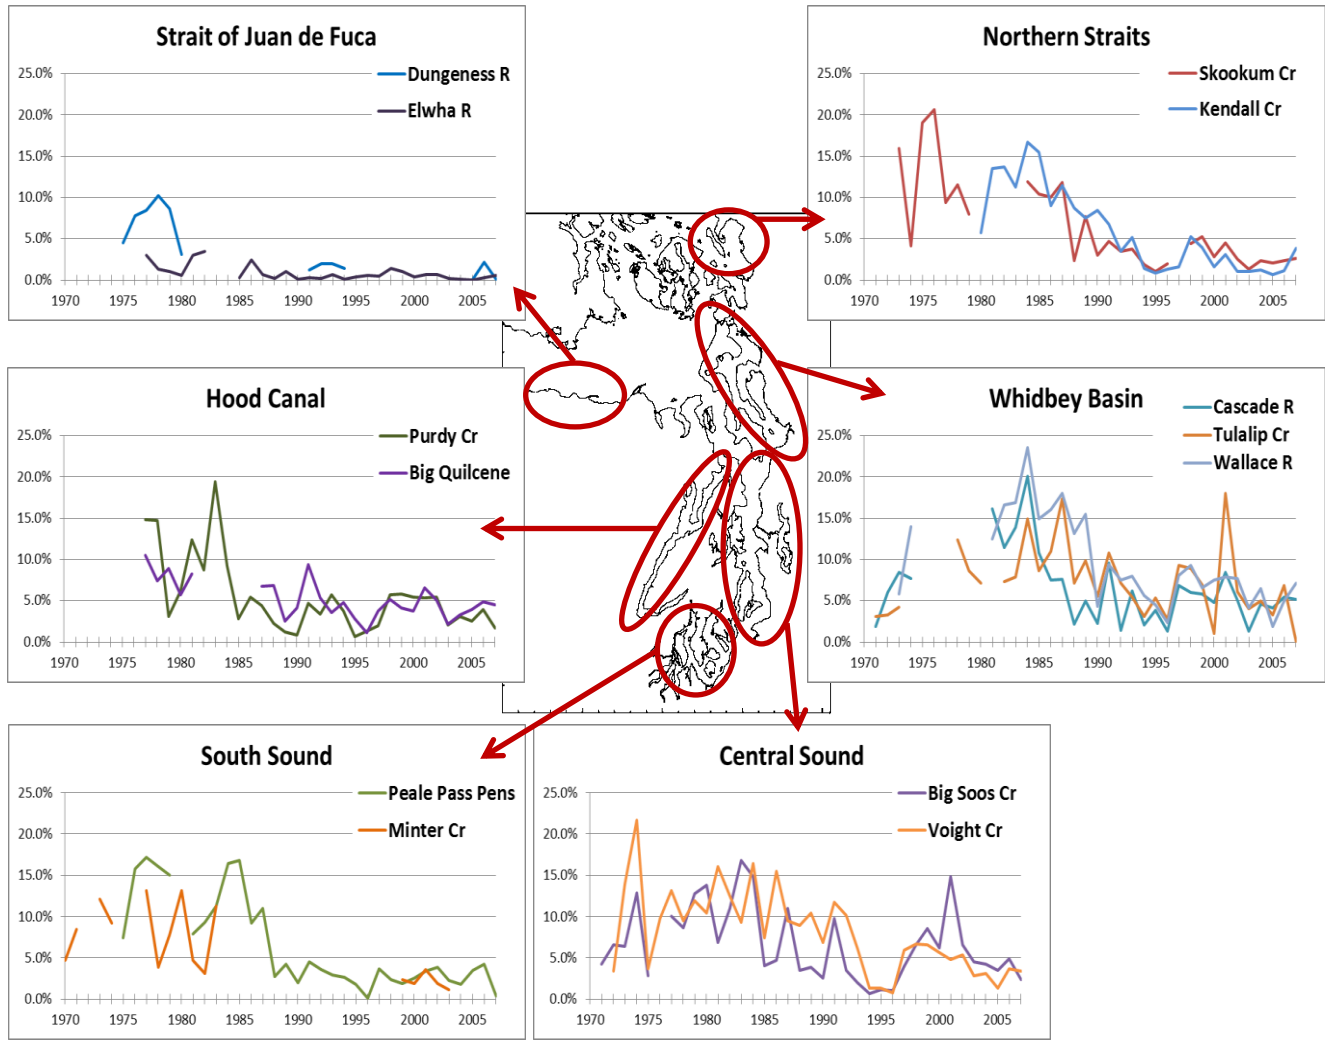 Strait of Juan de Fuca
25.0%
20.0%
15.0%
10.0%
5.0%
0.0%
1970 1975 1980 1985 1990 1995 2000 2005
Dungeness R
Elwha R
Northern Straits
25.0%
20.0%
15.0%
10.0%
5.0%
0.0%
1970 1975 1980 1985 1990 1995 2000 2005
Skookum Cr
Kendall Cr
Hood Canal
25.0%
20.0%
15.0%
10.0%
5.0%
0.0%
1970 1975 1980 1985 1990 1995 2000 2005
Purdy Cr
Big Quilcene
Whidbey Basin
25.0%
20.0%
15.0%
10.0%
5.0%
0.0%
1970 1975 1980 1985 1990 1995 2000 2005
Cascade R
Tulalip Cr
Wallace R
South Sound
25.0%
20.0%
15.0%
10.0%
5.0%
0.0%
1970 1975 1980 1985 1990 1995 2000 2005
Peale Pass Pens
Minter Cr
Central Sound
25.0%
20.0%
15.0%
10.0%
5.0%
0.0%
1970 1975 1980 1985 1990 1995 2000 2005
Big Soos Cr
Voight Cr